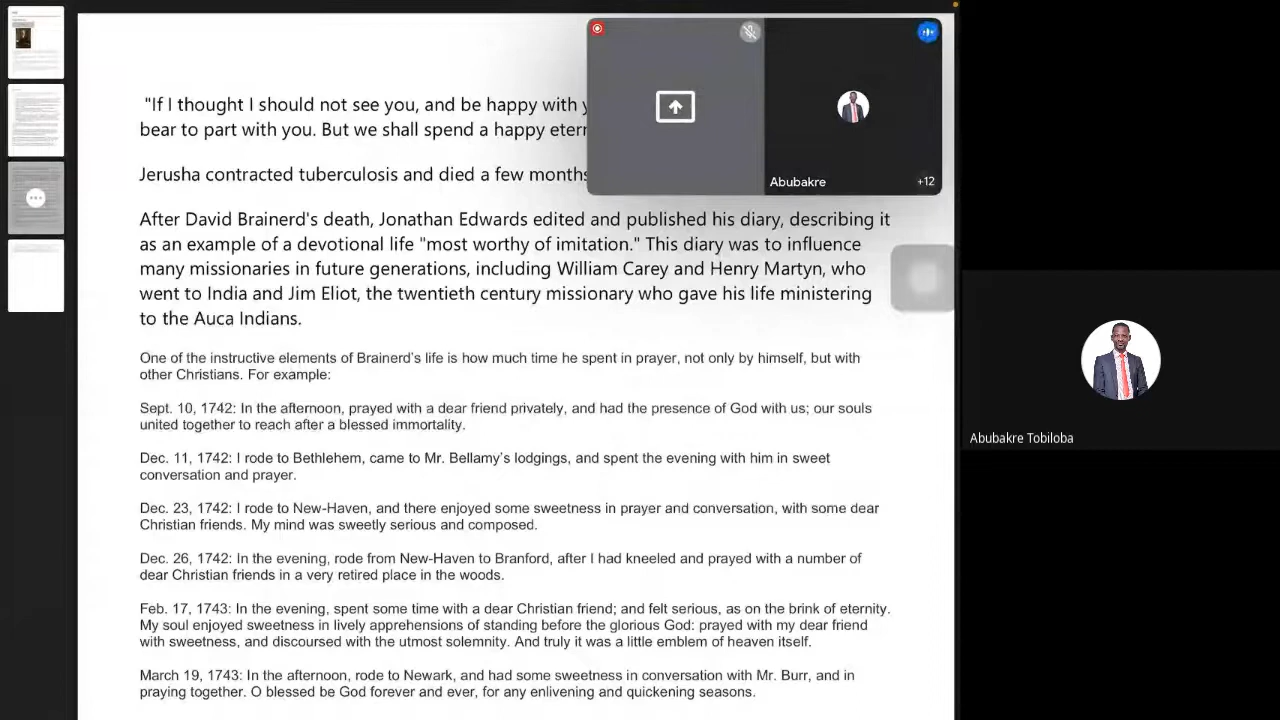 "If I thought I should not see you, and be happy with
bear to part with you. But we shall spend a happy
Jerusha contracted tuberculosis and died a few months
After David Brainerd's death, Jonathan Edwards edited and published his diary, describing it
as an example of a devotional life "most worthy of imitation." This diary was to influence
many missionaries in future generations, including William Carey and Henry Martyn, who
went to India and Jim Eliot, the twentieth century missionary who gave his life ministering
to the Auca Indians.
One of the instructive elements of Brainerd's life is how much time he spent in prayer, not only by himself, but with
other Christians. For example:
Sept. 10, 1742: In the afternoon, prayed with a dear friend privately, and had the presence of God with us; our souls
united together to reach after a blessed immortality.
Dec. 11, 1742: I rode to Bethlehem, came to Mr. Bellamy's lodgings, and spent the evening with him in sweet
conversation and prayer.
Dec. 23, 1742: I rode to New-Haven, and there enjoyed some sweetness in prayer and conversation, with some dear
Christian friends. My mind was sweetly serious and composed.
Dec. 26, 1742: In the evening, rode from New-Haven to Branford, after I had kneeled and prayed with a number of
dear Christian friends in a very retired place in the woods.
Feb. 17, 1743: In the evening, spent some time with a dear Christian friend; and felt serious, as on the brink of eternity.
My soul enjoyed sweetness in lively apprehensions of standing before the glorious God: prayed with my dear friend
with sweetness, and discoursed with the utmost solemnity. And truly it was a little emblem of heaven itself.
March 19, 1743: In the afternoon, rode to Newark, and had some sweetness in conversation with Mr. Burr, and in
praying together. O blessed be God forever and ever, for any enlivening and quickening seasons.
Abubakre
+12
Abubakre Tobiloba